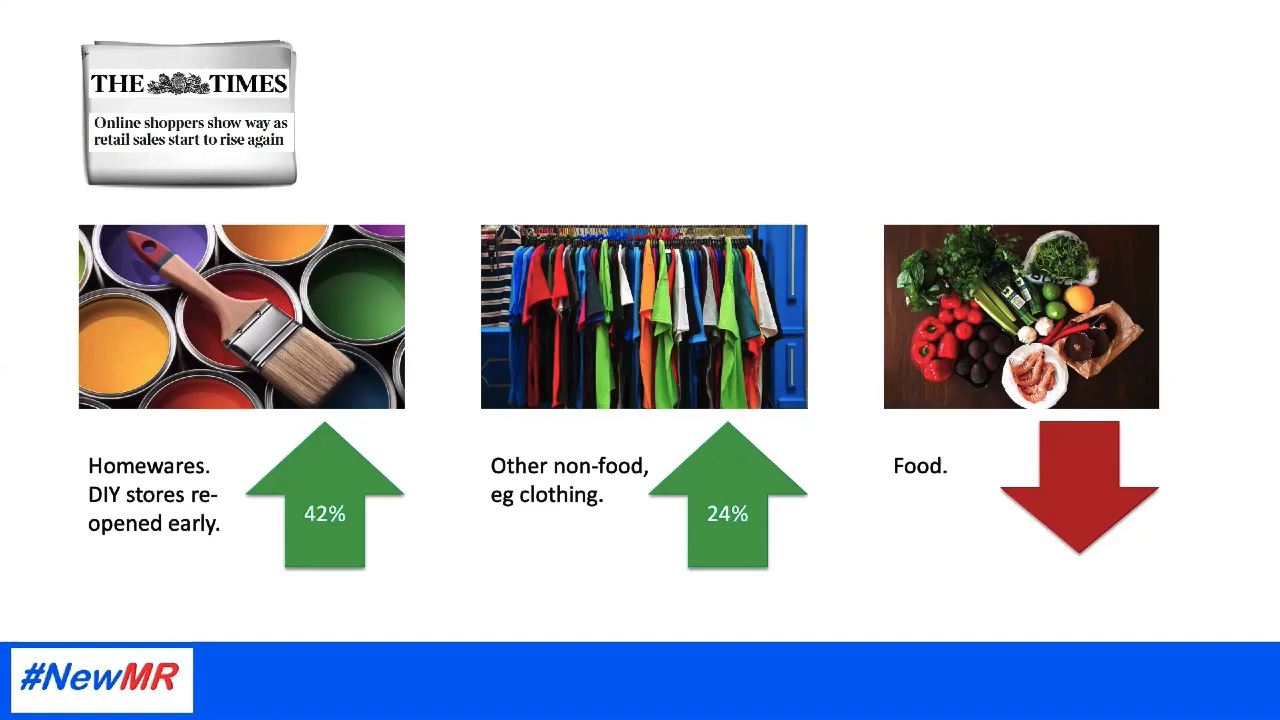 THE TIMES
Online shoppers show way as
retail sales start to rise again
Homewares.
DIY stores re-
opened early.
42%
Other non-food,
eg clothing.
24%
Food.
#NewMR